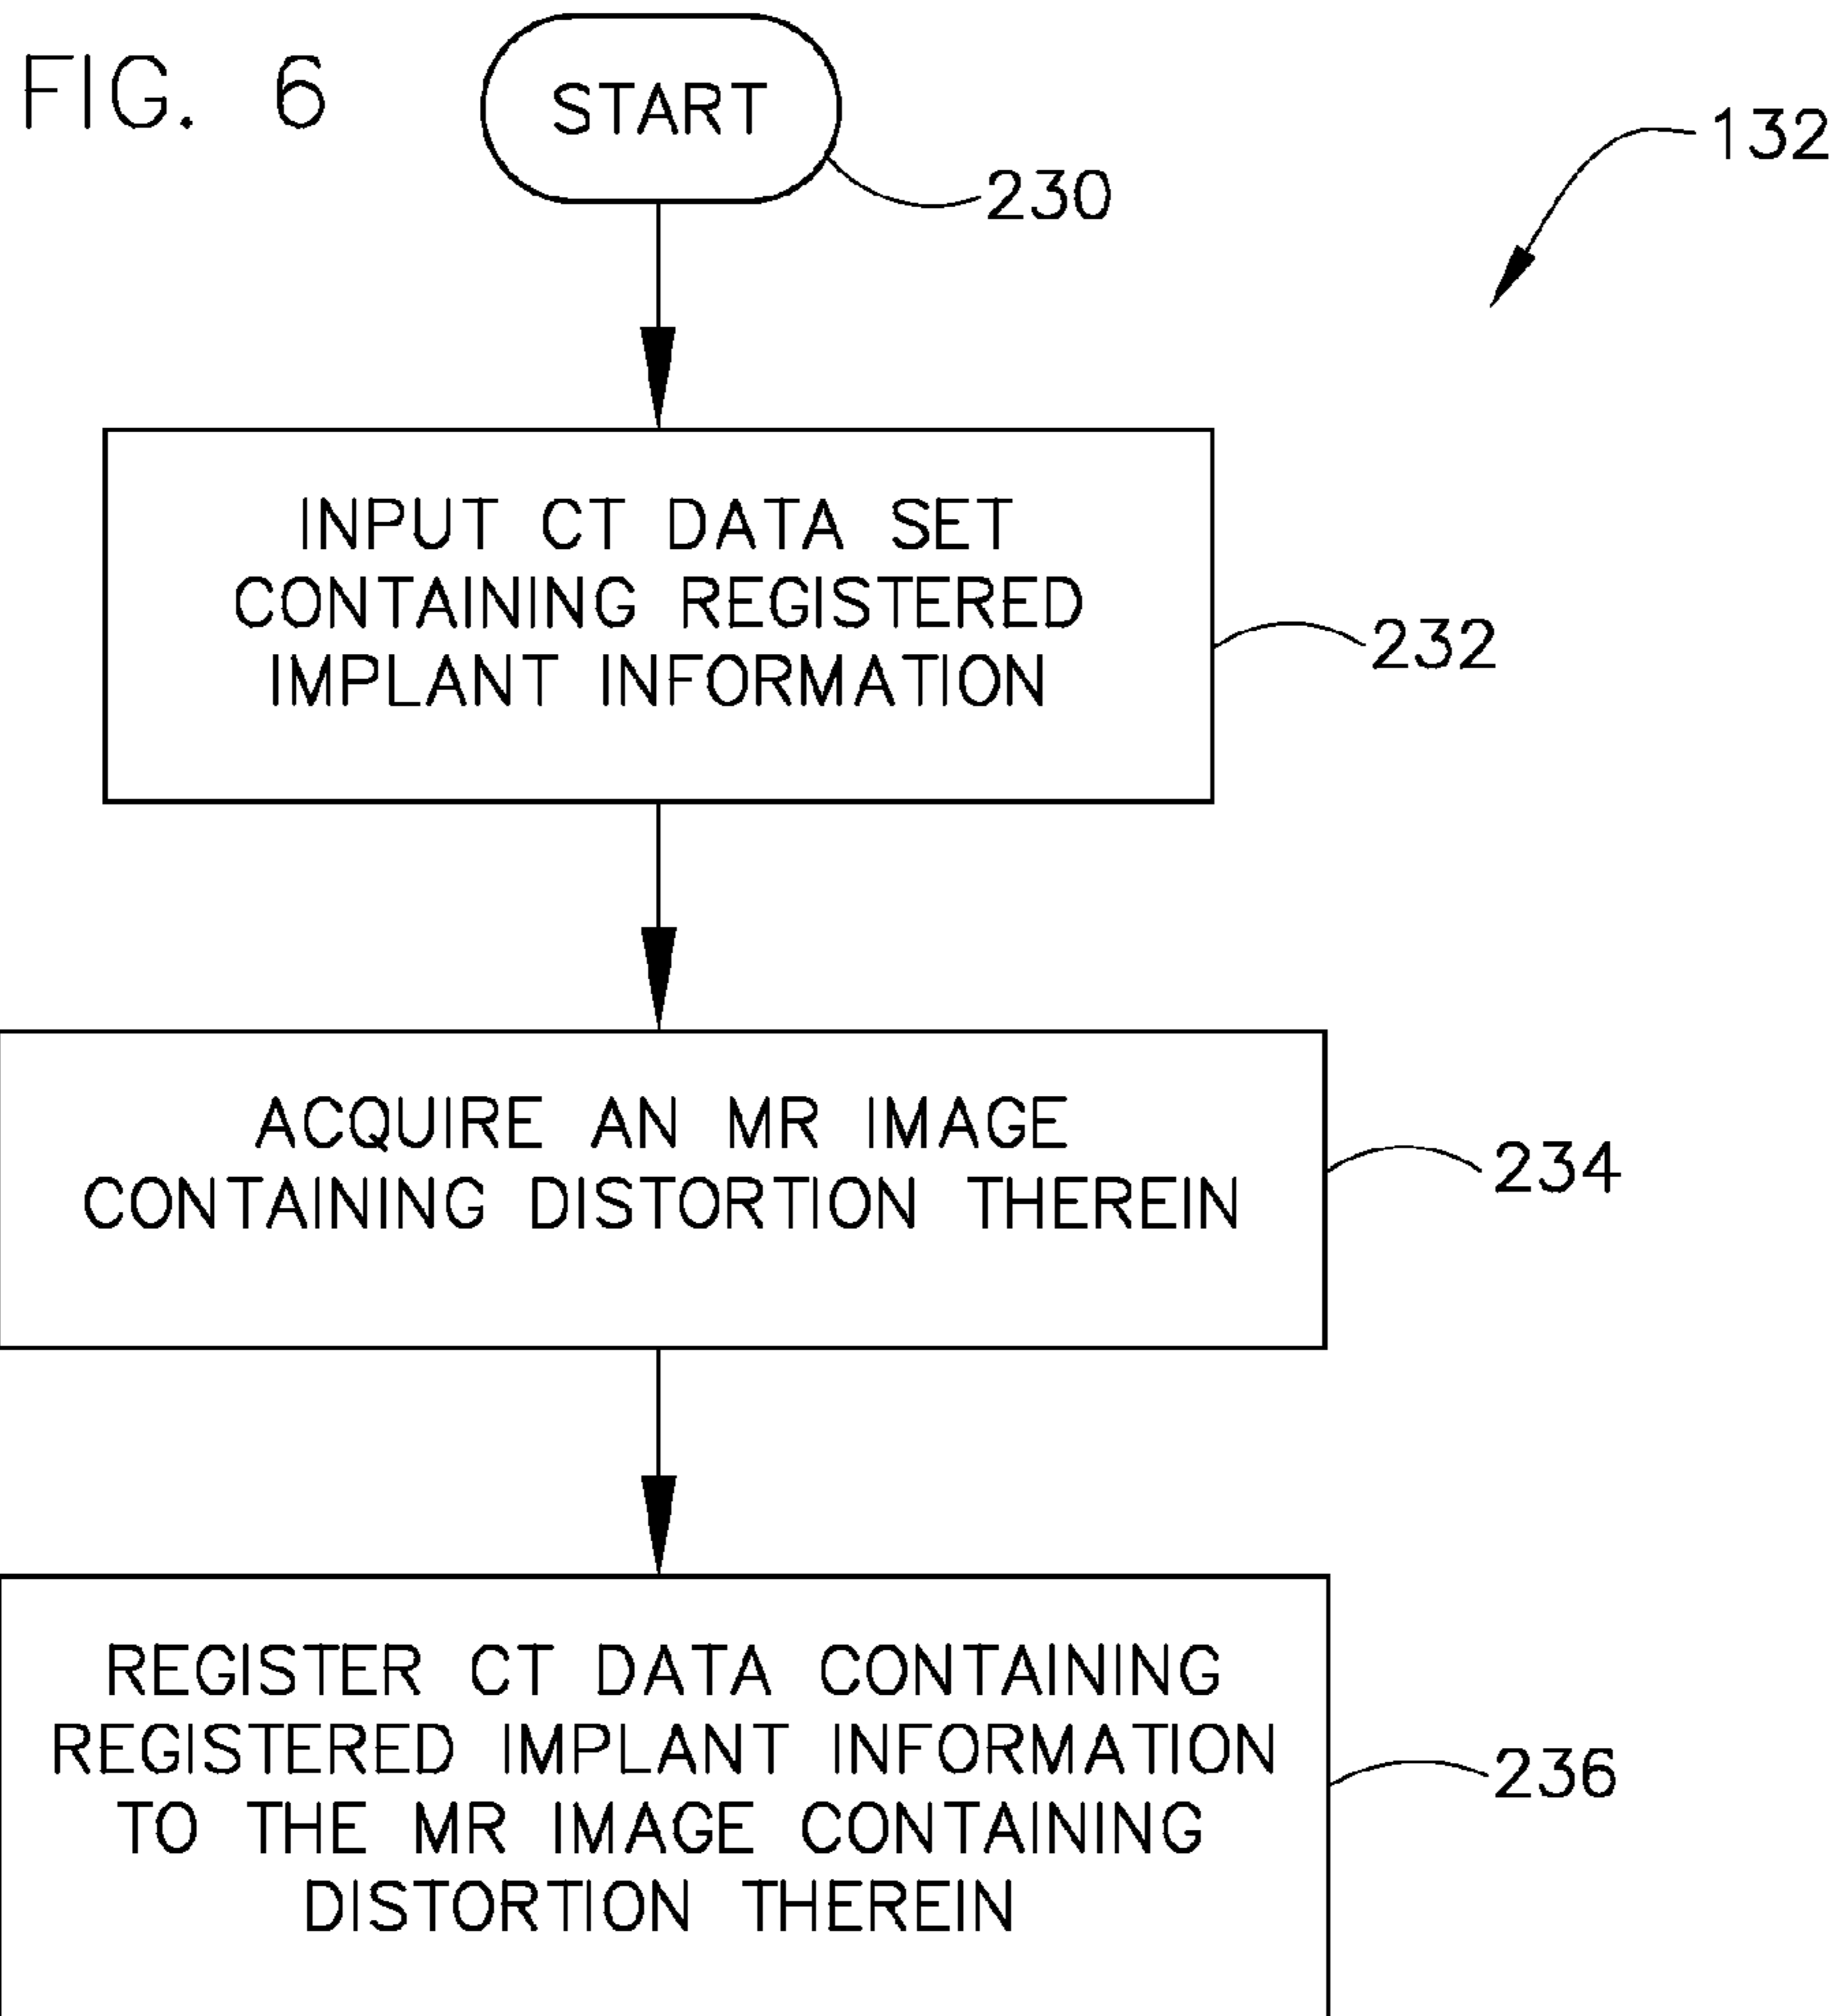 FIG. 6
START
230
132
INPUT CT DATA SET
CONTAINING REGISTERED
IMPLANT INFORMATION
232
ACQUIRE AN MR IMAGE
CONTAINING DISTORTION THEREIN
234
REGISTER CT DATA CONTAINING
REGISTERED IMPLANT INFORMATION
TO THE MR IMAGE CONTAINING
DISTORTION THEREIN
236